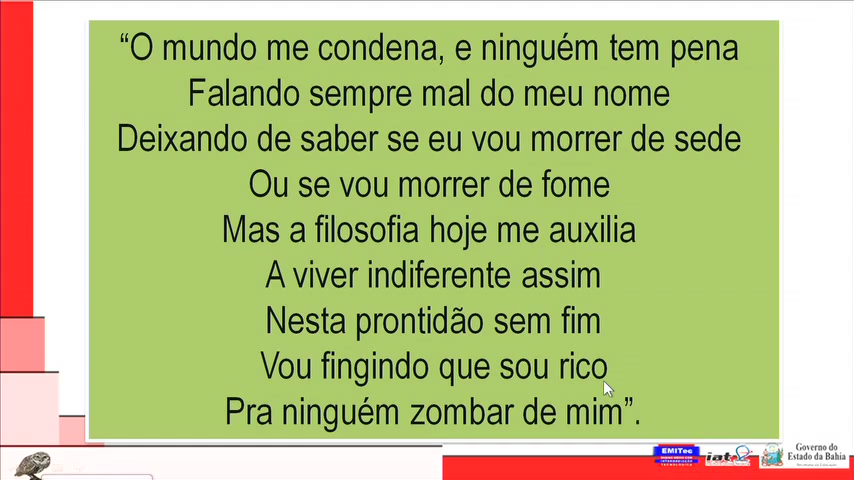 “O mundo me condena, e ninguém tem pena
Falando sempre mal do meu nome
Deixando de saber se eu vou morrer de sede
Ou se vou morrer de fome
Mas a filosofia hoje me auxilia
A viver indiferente assim
Nesta prontidão sem fim
Vou fingindo que sou rico
Pra ninguém zombar de mim”.
EMITec
iat
Governo do
Estado da Bahia